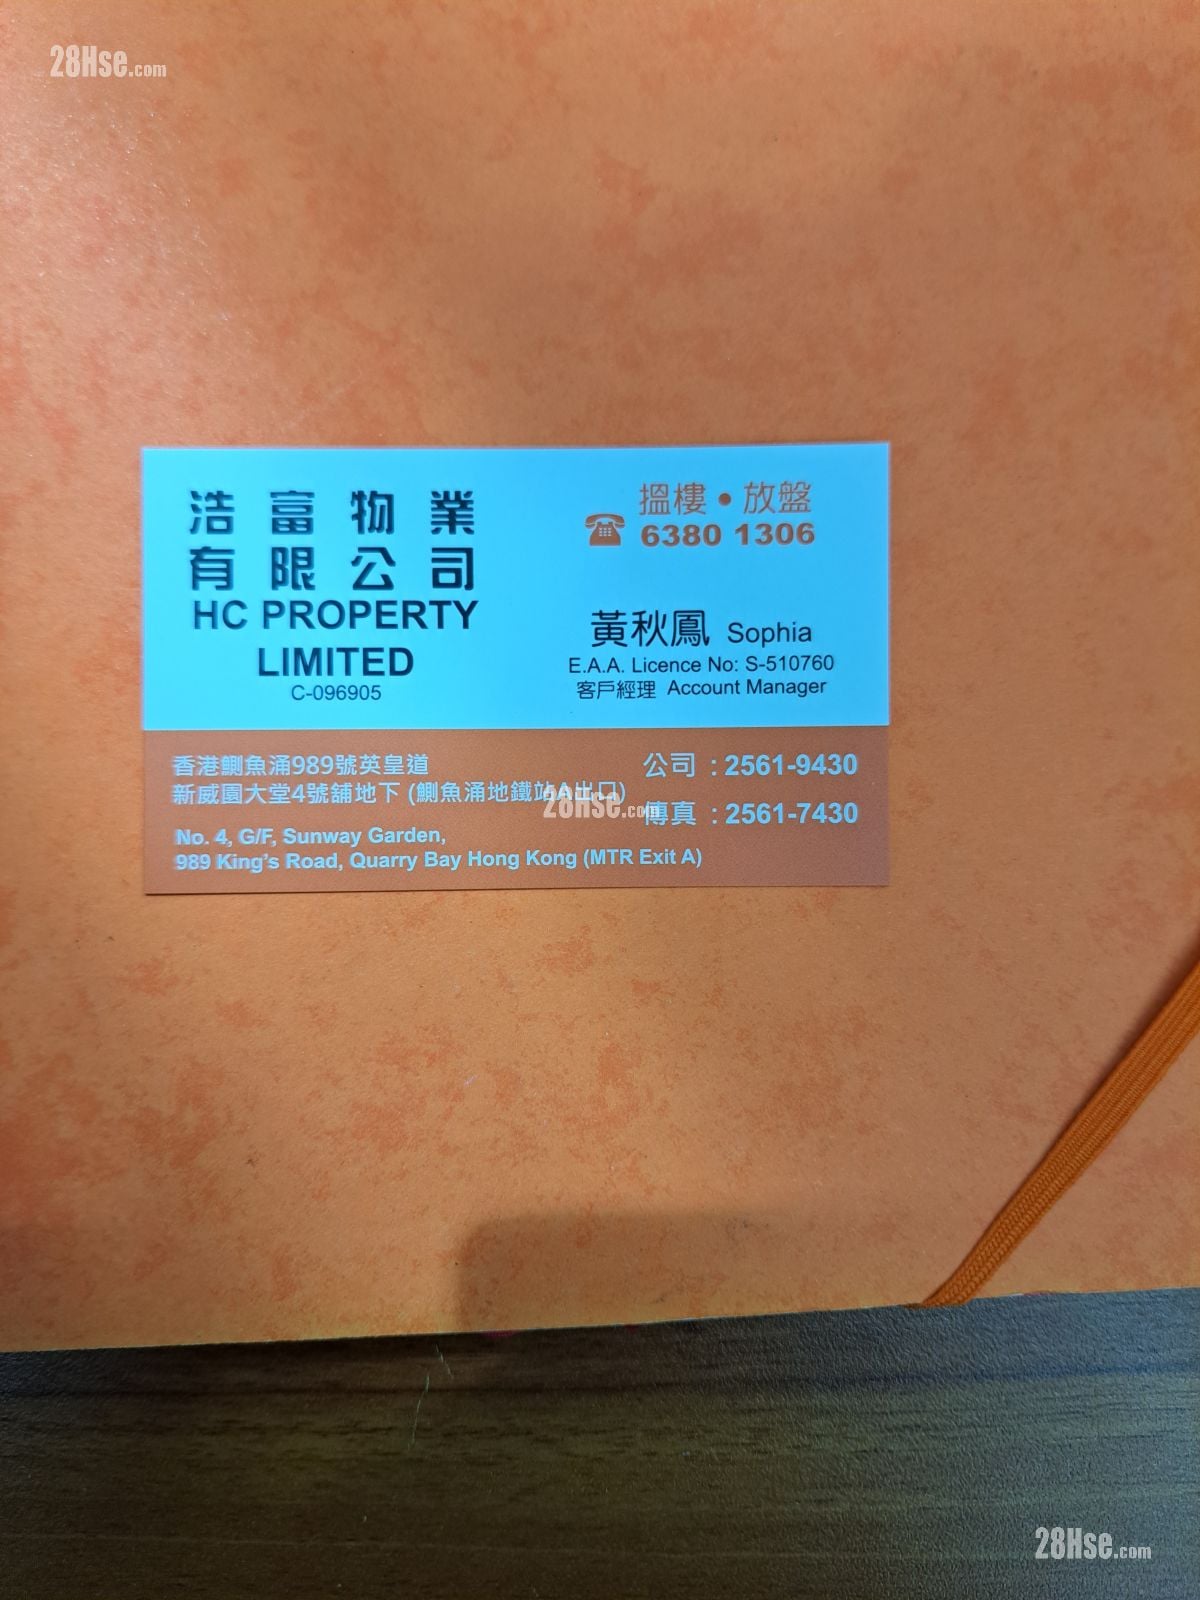 28Hse.com
浩富物業
有限公司
HC PROPERTY
LIMITED
C-096905
搵樓•放盤
6380 1306
黃秋鳳 Sophia
E.A.A. Licence No: S-510760
客戶經理 Account Manager
香港鰂魚涌989號英皇道
新威園大堂4號舖地下 (鰂魚涌地鐵站A出口)
No. 4, G/F, Sunway Garden,
989 King's Road, Quarry Bay Hong Kong (MTR Exit A)
公司 : 2561-9430
傳真 : 2561-7430
28Hse.com
28Hse.com